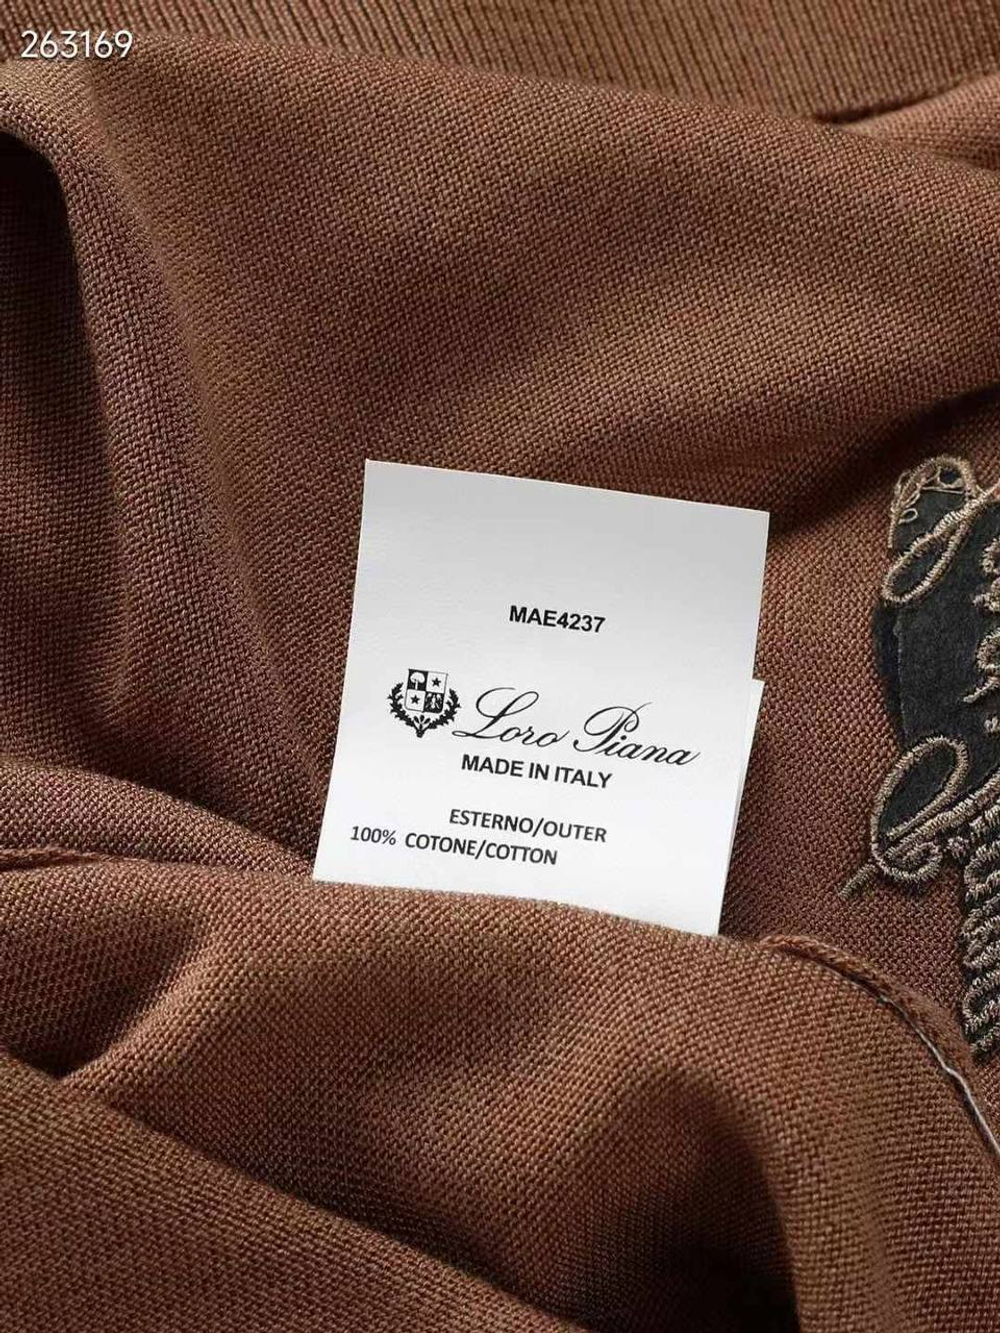 263169
MAE4237
Loro Piana
MADE IN ITALY
ESTERNO/OUTER
100% COTONE/COTTON